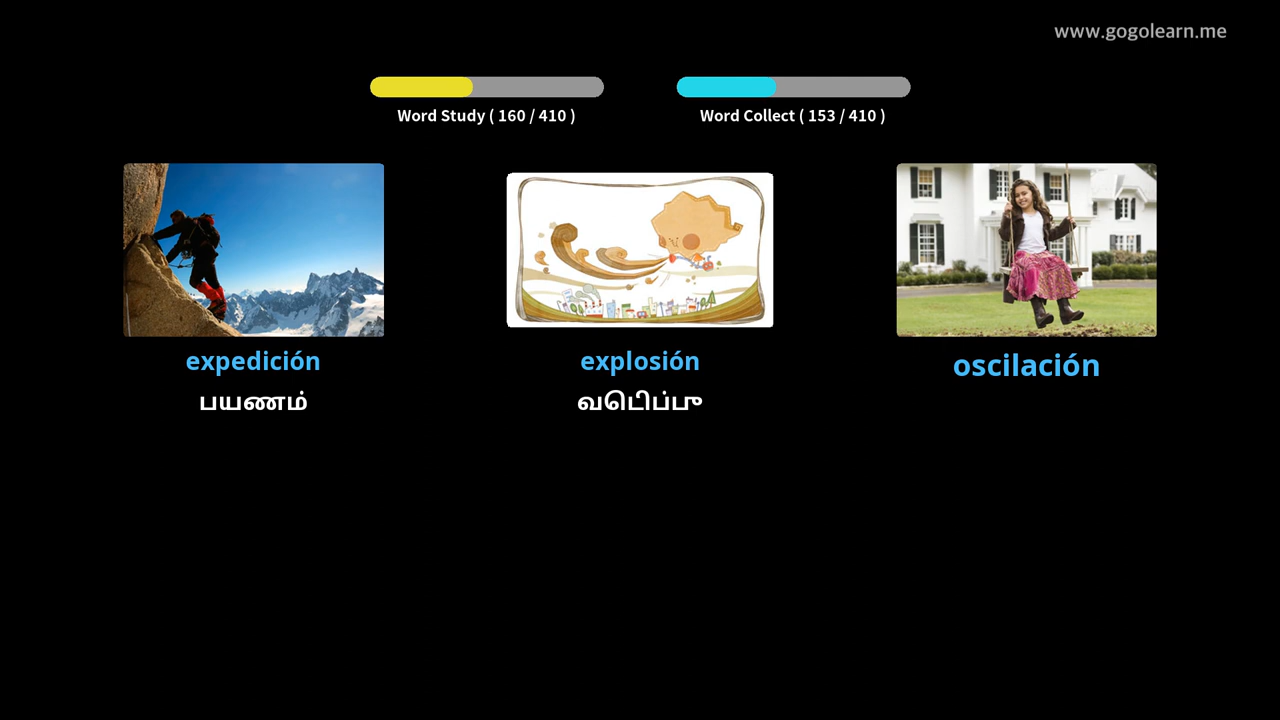 www.gogolearn.me
Word Study ( 160 / 410 )
Word Collect ( 153 / 410 )
expedición
explosión
oscilación
பயணம்
வெடிப்பு